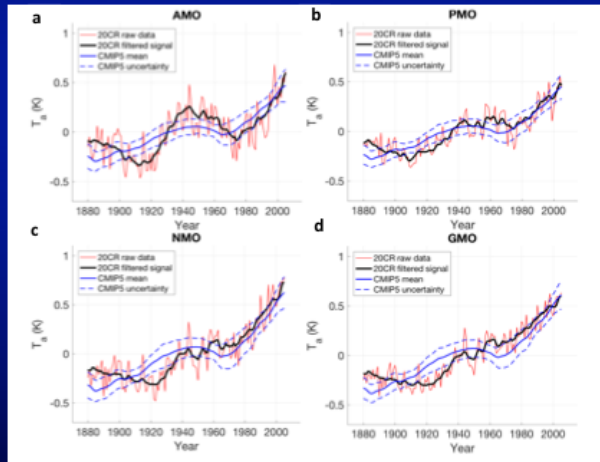 a
AMO
1
0.5
0
-0.5
T a (K)
20CR raw data
20CR filtered signal
CMIP5 mean
CMIP5 uncertainty
1880 1900 1920 1940 1960 1980 2000
Year
b
PMO
1
0.5
0
-0.5
T a (K)
20CR raw data
20CR filtered signal
CMIP5 mean
CMIP5 uncertainty
1880 1900 1920 1940 1960 1980 2000
Year
c
NMO
1
0.5
0
-0.5
T a (K)
20CR raw data
20CR filtered signal
CMIP5 mean
CMIP5 uncertainty
1880 1900 1920 1940 1960 1980 2000
Year
d
GMO
1
0.5
0
-0.5
T a (K)
20CR raw data
20CR filtered signal
CMIP5 mean
CMIP5 uncertainty
1880 1900 1920 1940 1960 1980 2000
Year